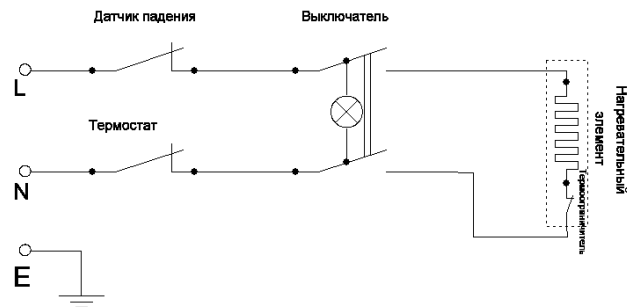 Датчик падения
Выключатель
L
Термостат
N
E
Нагревательный
элемент
Термоограничитель